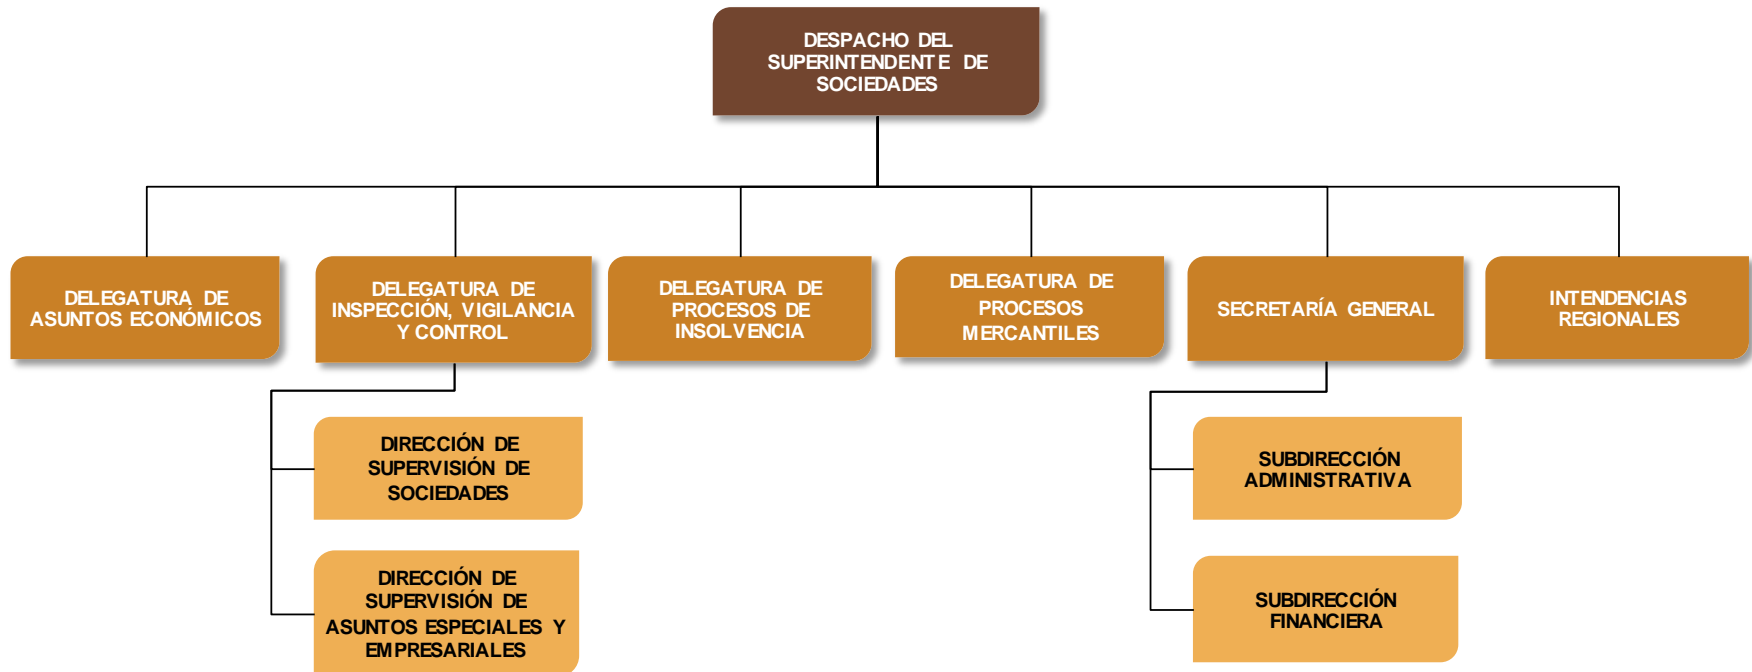 DESPACHO DEL
SUPERINTENDENTE DE
SOCIEDADES
DELEGATURA DE
ASUNTOS ECONÓMICOS
DELEGATURA DE
INSPECCIÓN, VIGILANCIA
Y CONTROL
DELEGATURA DE
PROCESOS DE
INSOLVENCIA
DELEGATURA DE
PROCESOS
MERCANTILES
SECRETARÍA GENERAL
INTENDENCIAS
REGIONALES
DIRECCIÓN DE
SUPERVISIÓN DE
SOCIEDADES
SUBDIRECCIÓN
ADMINISTRATIVA
DIRECCIÓN DE
SUPERVISIÓN DE
ASUNTOS ESPECIALES Y
EMPRESARIALES
SUBDIRECCIÓN
FINANCIERA